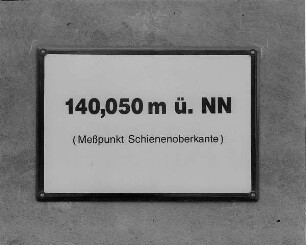 140,050 m ü. NN
(Meßpunkt Schienenoberkante)